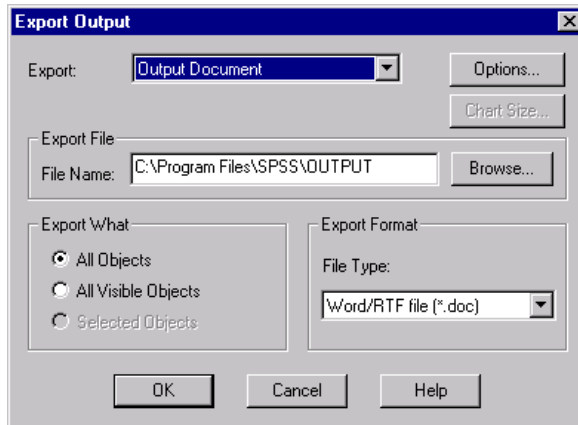 Export Output
Export: Output Document Options...
Chart Size...
Export File
File Name: C:\Program Files\SPSS\OUTPUT Browse...
Export What
All Objects
All Visible Objects
Selected Objects
Export Format
File Type:
Word/RTF file (*.doc)
OK Cancel Help